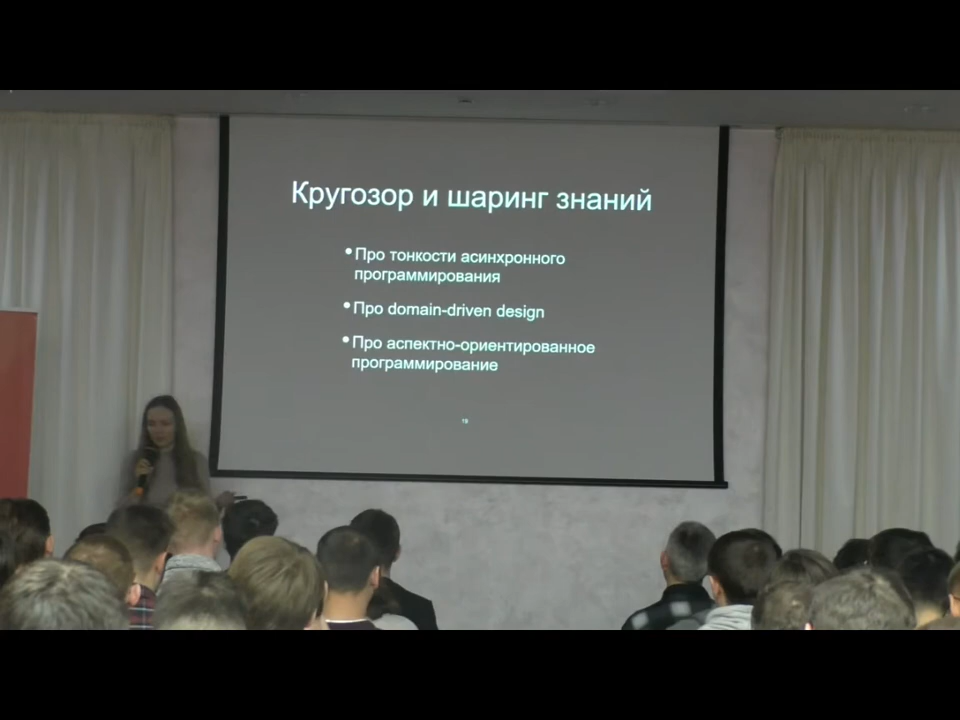 Кругозор и шаринг знаний
• Про тонкости асинхронного
программирования
• Про domain-driven design
• Про аспектно-ориентированное
программирование